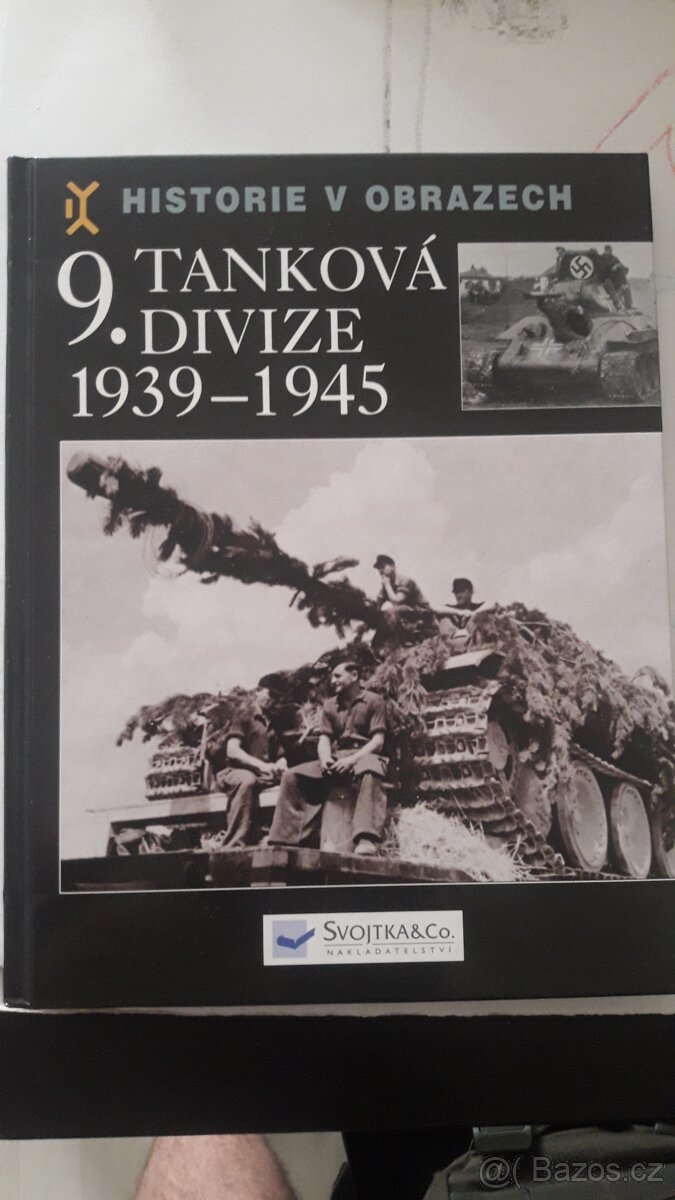 HISTORIE V OBRAZECH
9. TANKOVÁ
DIVIZE
1939–1945
SVOJTKA&CO.
NAKLADATELSTVÍ
@( Bazos.cz